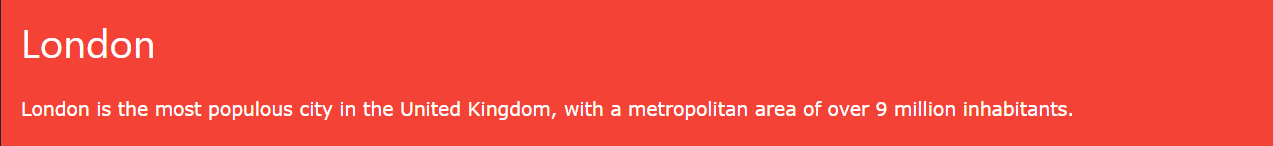 London
London is the most populous city in the United Kingdom, with a metropolitan area of over 9 million inhabitants.